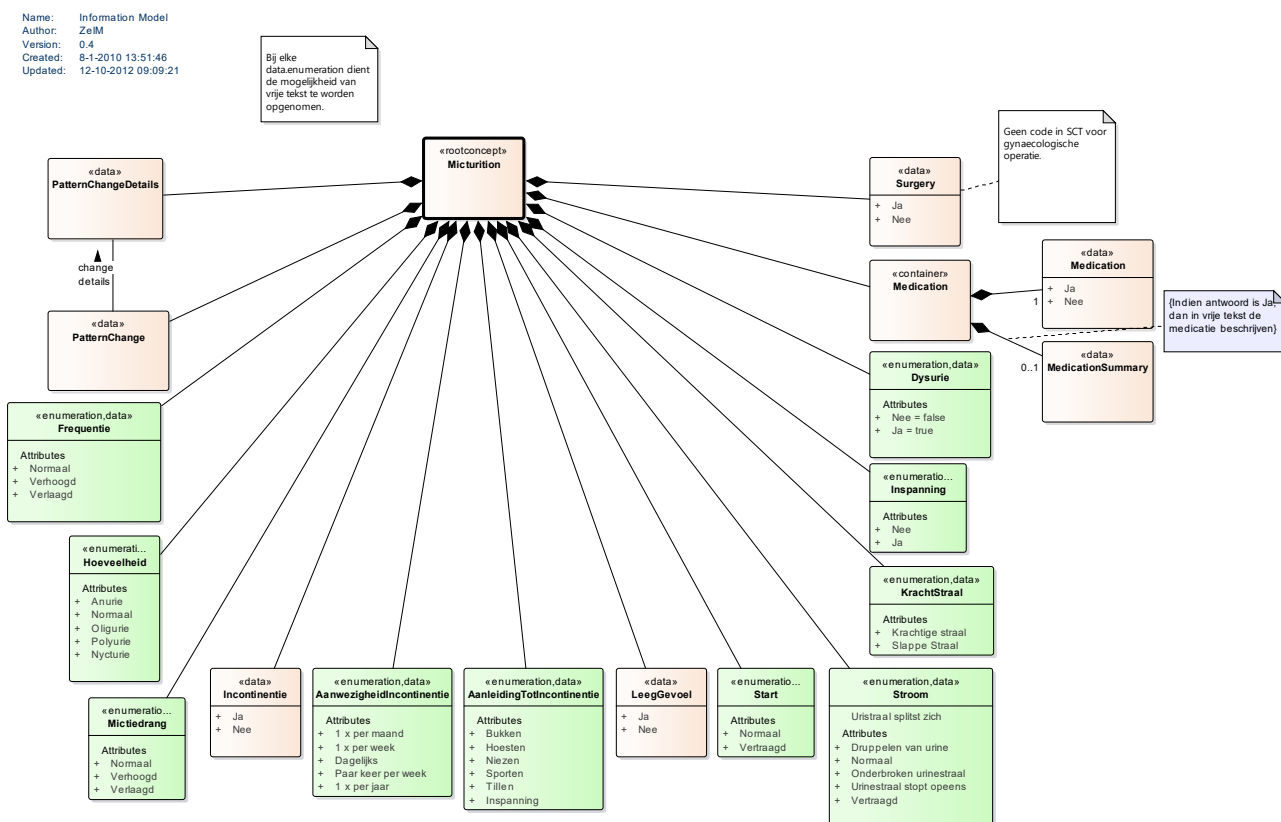 Name: Information Model
Author: ZeIM
Version: 0.4
Created: 8-1-2010 13:51:46
Updated: 12-10-2012 09:09:21
Bij elke
data.enumeration dient
de mogelijkheid van
vrije tekst te worden
opgenomen.
«rootconcept»
Micturition
Geen code in SCT voor
gynaecologische
operatie.
«data»
PatternChangeDetails
«data»
Surgery
+ Ja
+ Nee
change
details
«data»
PatternChange
«container»
Medication
«data»
Medication
+ Ja
+ Nee
1
{Indien antwoord is Ja,
dan in vrije tekst de
medicatie beschrijven}
0..1
«data»
MedicationSummary
«enumeration,data»
Dysurie
Attributes
+ Nee = false
+ Ja = true
«enumeration,data»
Frequentie
Attributes
+ Normaal
+ Verhoogd
+ Verlaagd
«enumeratio...
Inspanning
Attributes
+ Nee
+ Ja
«enumerati...
Hoeveelheid
Attributes
+ Anurie
+ Normaal
+ Oligurie
+ Polyurie
+ Nycturie
«enumeration,data»
KrachtStraal
Attributes
+ Krachtige straal
+ Slappe Straal
«enumeratio...
Mictiedrang
Attributes
+ Normaal
+ Verhoogd
+ Verlaagd
«data»
Incontinentie
+ Ja
+ Nee
«enumeration,data»
AanwezigheidIncontinentie
Attributes
+ 1 x per maand
+ 1 x per week
+ Dagelijks
+ Paar keer per week
+ 1 x per jaar
«enumeration,data»
AanleidingTotIncontinentie
Attributes
+ Bukken
+ Hoesten
+ Niezen
+ Sporten
+ Tillen
+ Inspanning
«data»
LeegGevoel
+ Ja
+ Nee
«enumeratio...
Start
Attributes
+ Normaal
+ Vertraagd
«enumeration,data»
Stroom
Uristraal splitst zich
Attributes
+ Druppelen van urine
+ Normaal
+ Onderbroken urinestraal
+ Urinestraal stopt opeens
+ Vertraagd